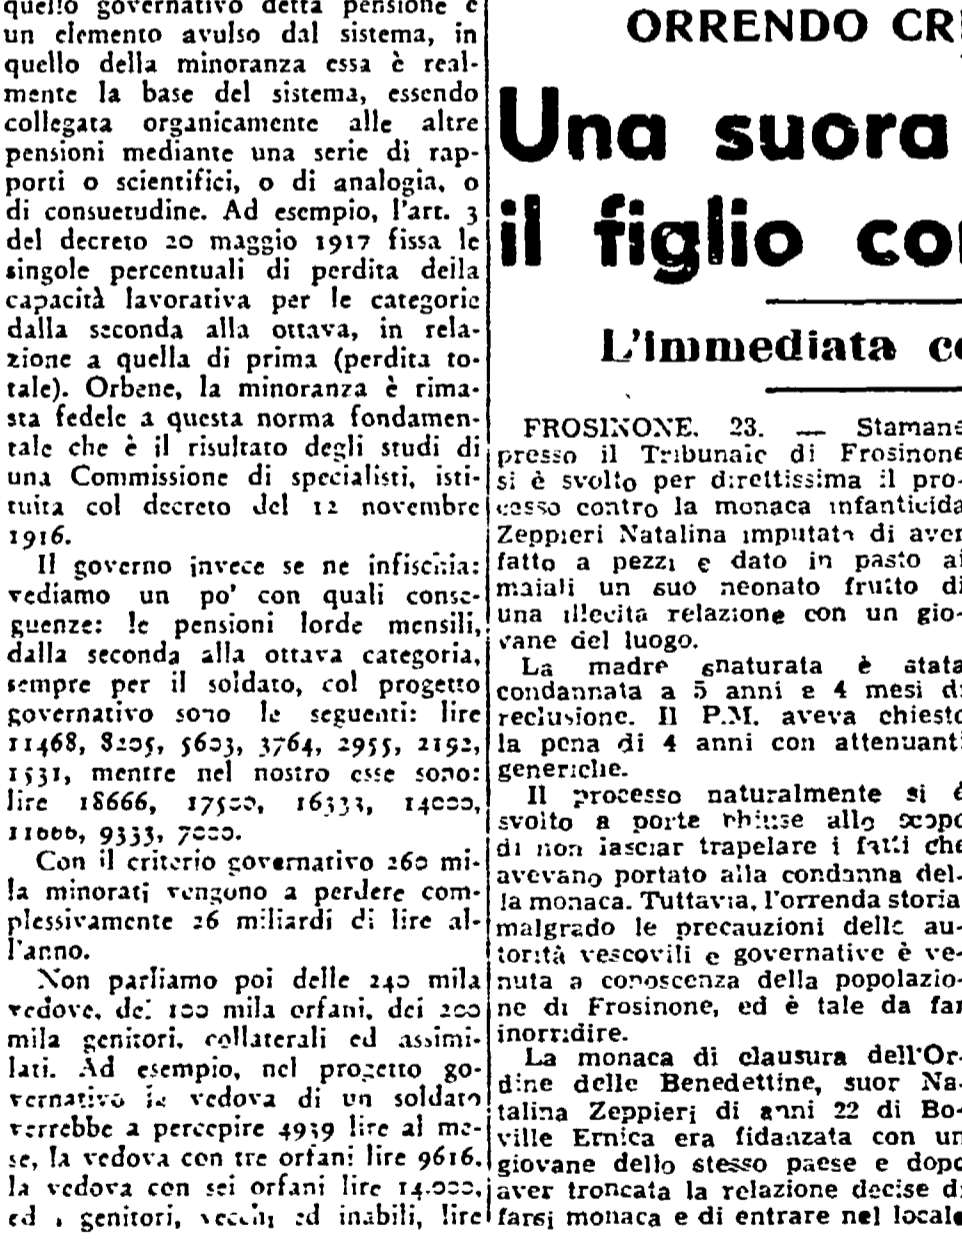 quello governativo detta pensione è
un elemento avulso dal sistema, in
quello della minoranza essa è real-
mente la base del sistema, essendo
collegata organicamente alle altre
pensioni mediante una serie di rap-
porti o scientifici, o di analogia, o
di consuetudine. Ad esempio, l'art. 3
del decreto 20 maggio 1917 fissa le
singole percentuali di perdita della
capacità lavorativa per le categorie
dalla seconda alla ottava, in rela-
zione a quella di prima (perdita to-
tale). Orbene, la minoranza è rima-
sta fedele a questa norma fondamen-
tale che è il risultato degli studi di
una Commissione di specialisti, isti-
tuita col decreto del 12 novembre
1916.
Il governo invece se ne infischia:
vediamo un po' con quali conse-
guenze: le pensioni lorde mensili,
dalla seconda alla ottava categoria,
sempre per il soldato, col progetto
governativo sono le seguenti: lire
11468, 8205, 5603, 3764, 2955, 2192,
1531, mentre nel nostro esse sono:
lire 18666, 17500, 16333, 14000,
11666, 9333, 7000.
Con il criterio governativo 260 mi-
la minorati vengono a perdere com-
plessivamente 26 miliardi di lire al-
l'anno.
Non parliamo poi delle 240 mila
vedove, dei 100 mila orfani, dei 200
mila genitori, collaterali ed assimi-
lati. Ad esempio, nel progetto go-
vernativo la vedova di un soldato
verrebbe a percepire 4939 lire al me-
se, la vedova con tre orfani lire 9616,
la vedova con sei orfani lire 14.000,
ed i genitori, vecchi ed inabili, lire
ORRENDO CRI
Una suora
il figlio co
L'immediata co
FROSINONE, 23. — Stamane
presso il Tribunale di Frosinone
si è svolto per direttissima il pro-
cesso contro la monaca infanticida
Zeppieri Natalina imputata di aver
fatto a pezzi e dato in pasto ai
maiali un suo neonato frutto di
una illecita relazione con un gio-
vane del luogo.
La madre snaturata è stata
condannata a 5 anni e 4 mesi di
reclusione. Il P.M. aveva chiesto
la pena di 4 anni con attenuanti
generiche.
Il processo naturalmente si è
svolto a porte chiuse allo scopo
di non lasciar trapelare i fatti che
avevano portato alla condanna del-
la monaca. Tuttavia, l'orrenda storia
malgrado le precauzioni delle au-
torità vescovili e governative è ve-
nuta a conoscenza della popolazio-
ne di Frosinone, ed è tale da far
inorridire.
La monaca di clausura dell'Or-
dine delle Benedettine, suor Na-
talina Zeppieri di anni 22 di Bo-
ville Ernica era fidanzata con un
giovane dello stesso paese e dopo
aver troncata la relazione decise di
farsi monaca e di entrare nel locale